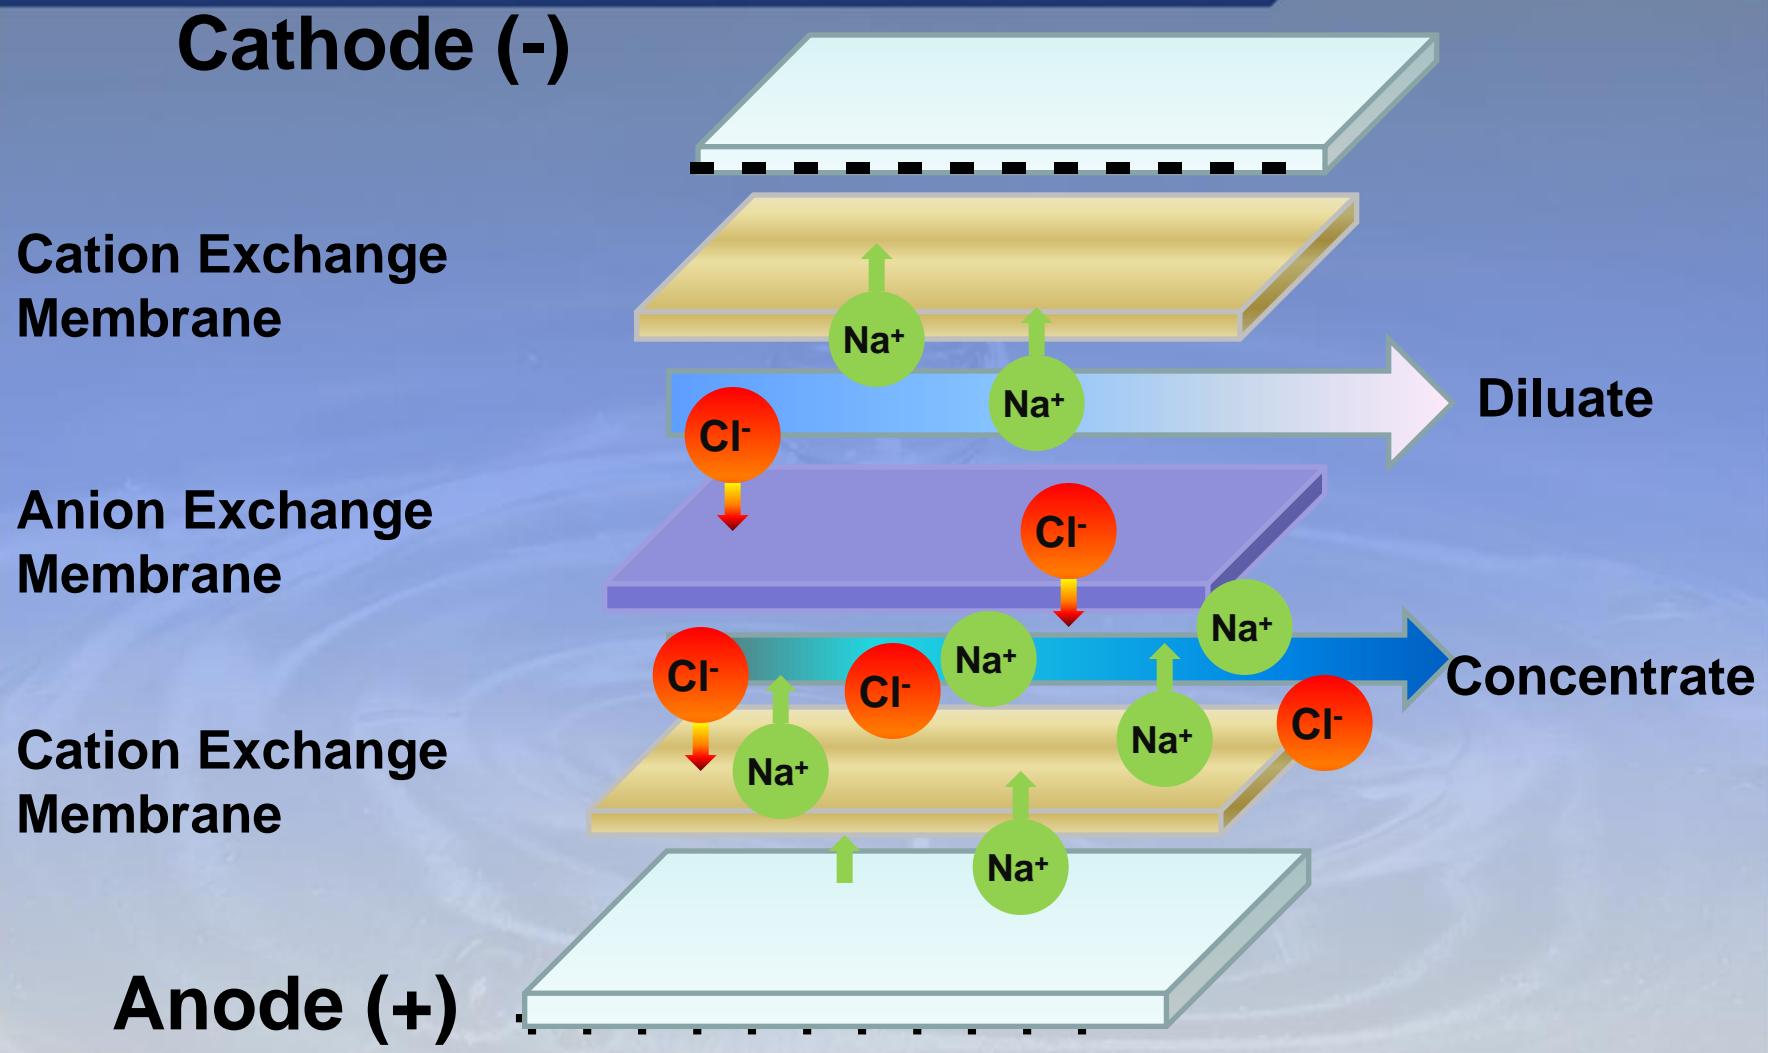 Cathode (-)
Cation Exchange
Membrane
Na⁺
Na⁺
Diluate
Cl⁻
Anion Exchange
Membrane
Cl⁻
Na⁺
Na⁺
Cl⁻
Cl⁻
Concentrate
Cl⁻
Na⁺
Na⁺
Cation Exchange
Membrane
Na⁺
Anode (+)